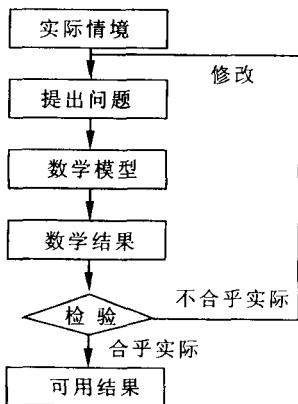 实际情境
修改
提出问题
数学模型
数学结果
检验
不合乎实际
合乎实际
可用结果